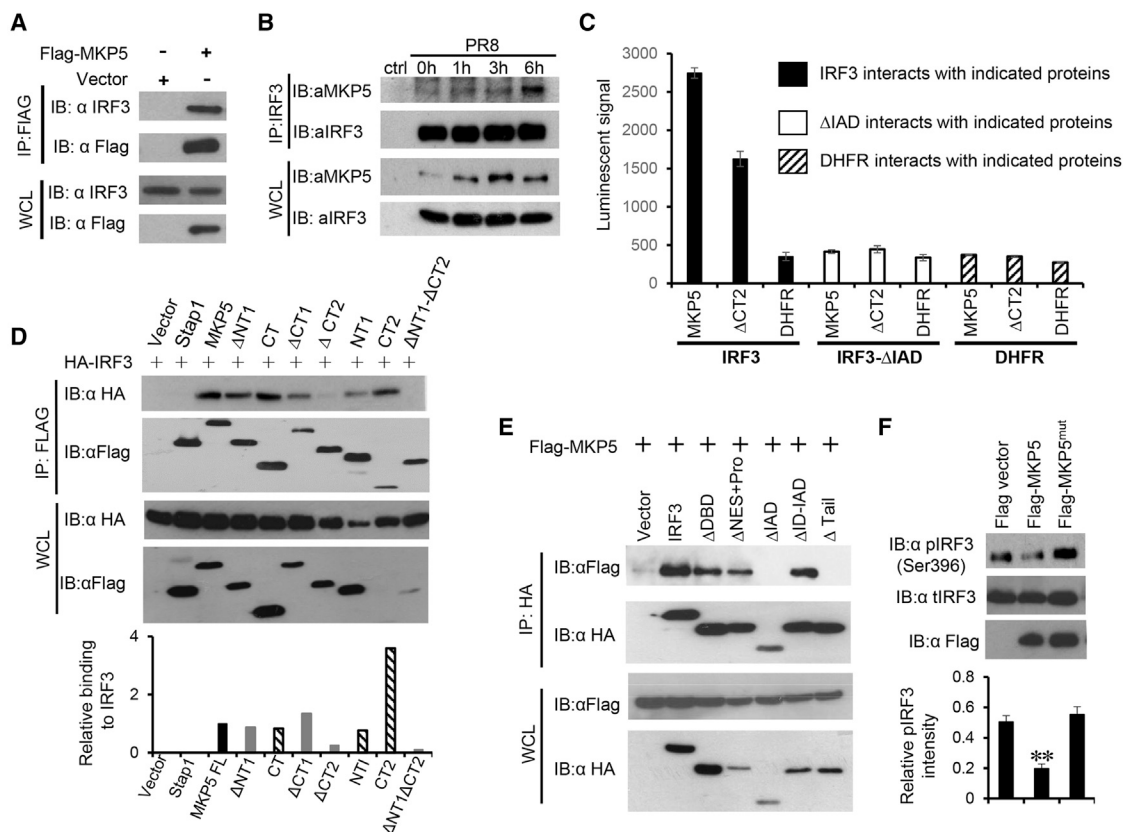 A
Flag-MKP5 - +
Vector + -
IP:FlAG
IB: α IRF3
IB: α Flag
WCL
IB: α IRF3
IB: α Flag
B
PR8
ctrl 0h 1h 3h 6h
IP:IRF3
IB:aMKP5
IB:aIRF3
WCL
IB:aMKP5
IB: aIRF3
C
Luminescent signal
3000
2500
2000
1500
1000
500
0
IRF3 interacts with indicated proteins
ΔIAD interacts with indicated proteins
DHFR interacts with indicated proteins
MKP5 ΔCT2 DHFR MKP5 ΔCT2 DHFR MKP5 ΔCT2 DHFR
IRF3 IRF3-ΔIAD DHFR
D
Vector Stap1 MKP5 ΔNT1 CT ΔCT1 Δ CT2 NT1 CT2 ΔNT1-ΔCT2
HA-IRF3 + + + + + + + + + +
IP: FLAG
IB:α HA
IB:αFlag
WCL
IB:α HA
IB:αFlag
Relative binding
to IRF3
4
2
0
Vector Stap1 MKP5 FL ΔNT1 CT ΔCT1 ΔCT2 NTI CT2 ΔNT1ΔCT2
E
Flag-MKP5 + + + + + + +
Vector IRF3 ΔDBD ΔNES+Pro ΔIAD ΔID-IAD Δ Tail
IP: HA
IB:αFlag
IB:α HA
WCL
IB:αFlag
IB:α HA
F
Flag vector Flag-MKP5 Flag-MKP5mut
IB:α pIRF3
(Ser396)
IB:α tIRF3
IB:α Flag
Relative pIRF3
intensity
0.8
0.6
0.4
0.2
0
**